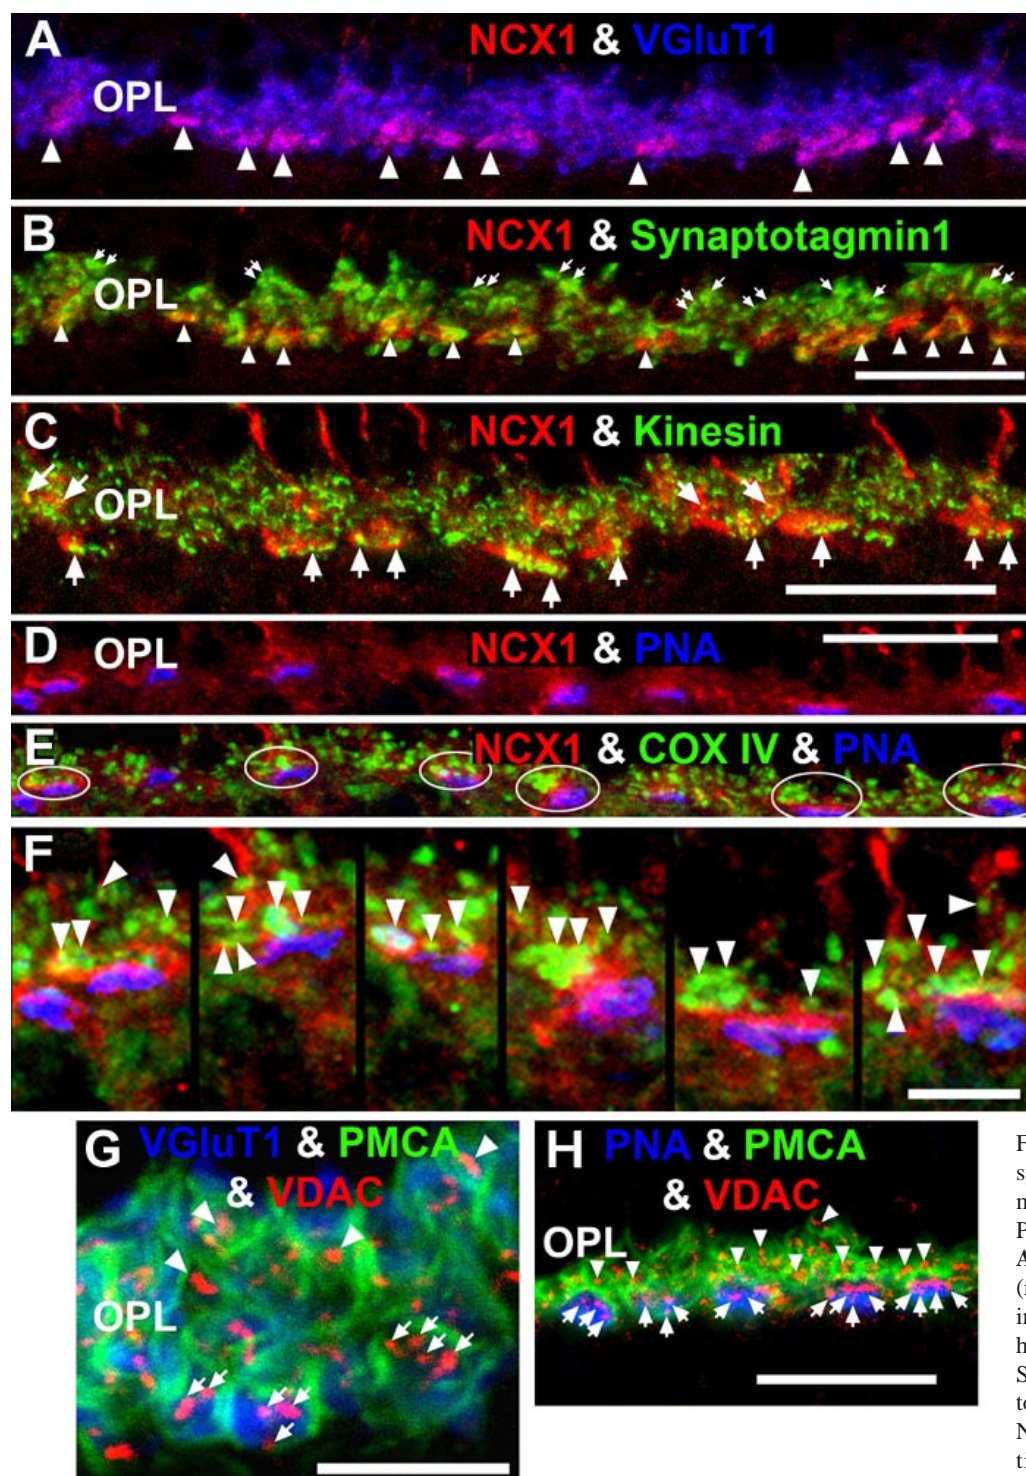 A NCX1 & VGluT1
OPL
B NCX1 & Synaptotagmin1
OPL
C NCX1 & Kinesin
OPL
D OPL NCX1 & PNA
E NCX1 & COX IV & PNA
F
G VGluT1 & PMCA
& VDAC
OPL
H PNA & PMCA
& VDAC
OPL